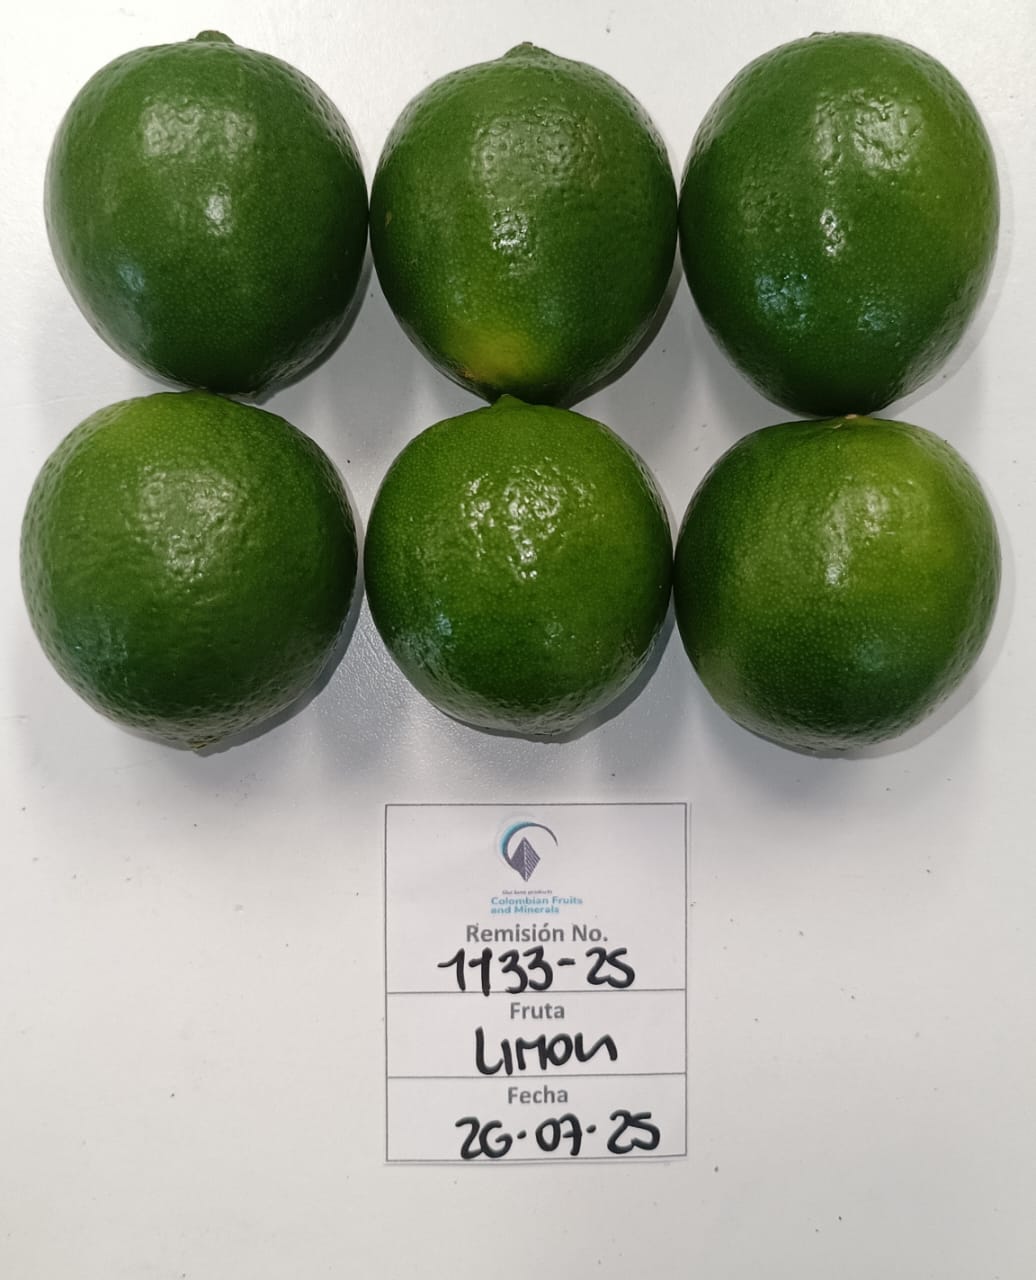 Our best products
Colombian Fruits
and Minerals
Remisión No.
1133-25
Fruta
LIMON
Fecha
26-07-25